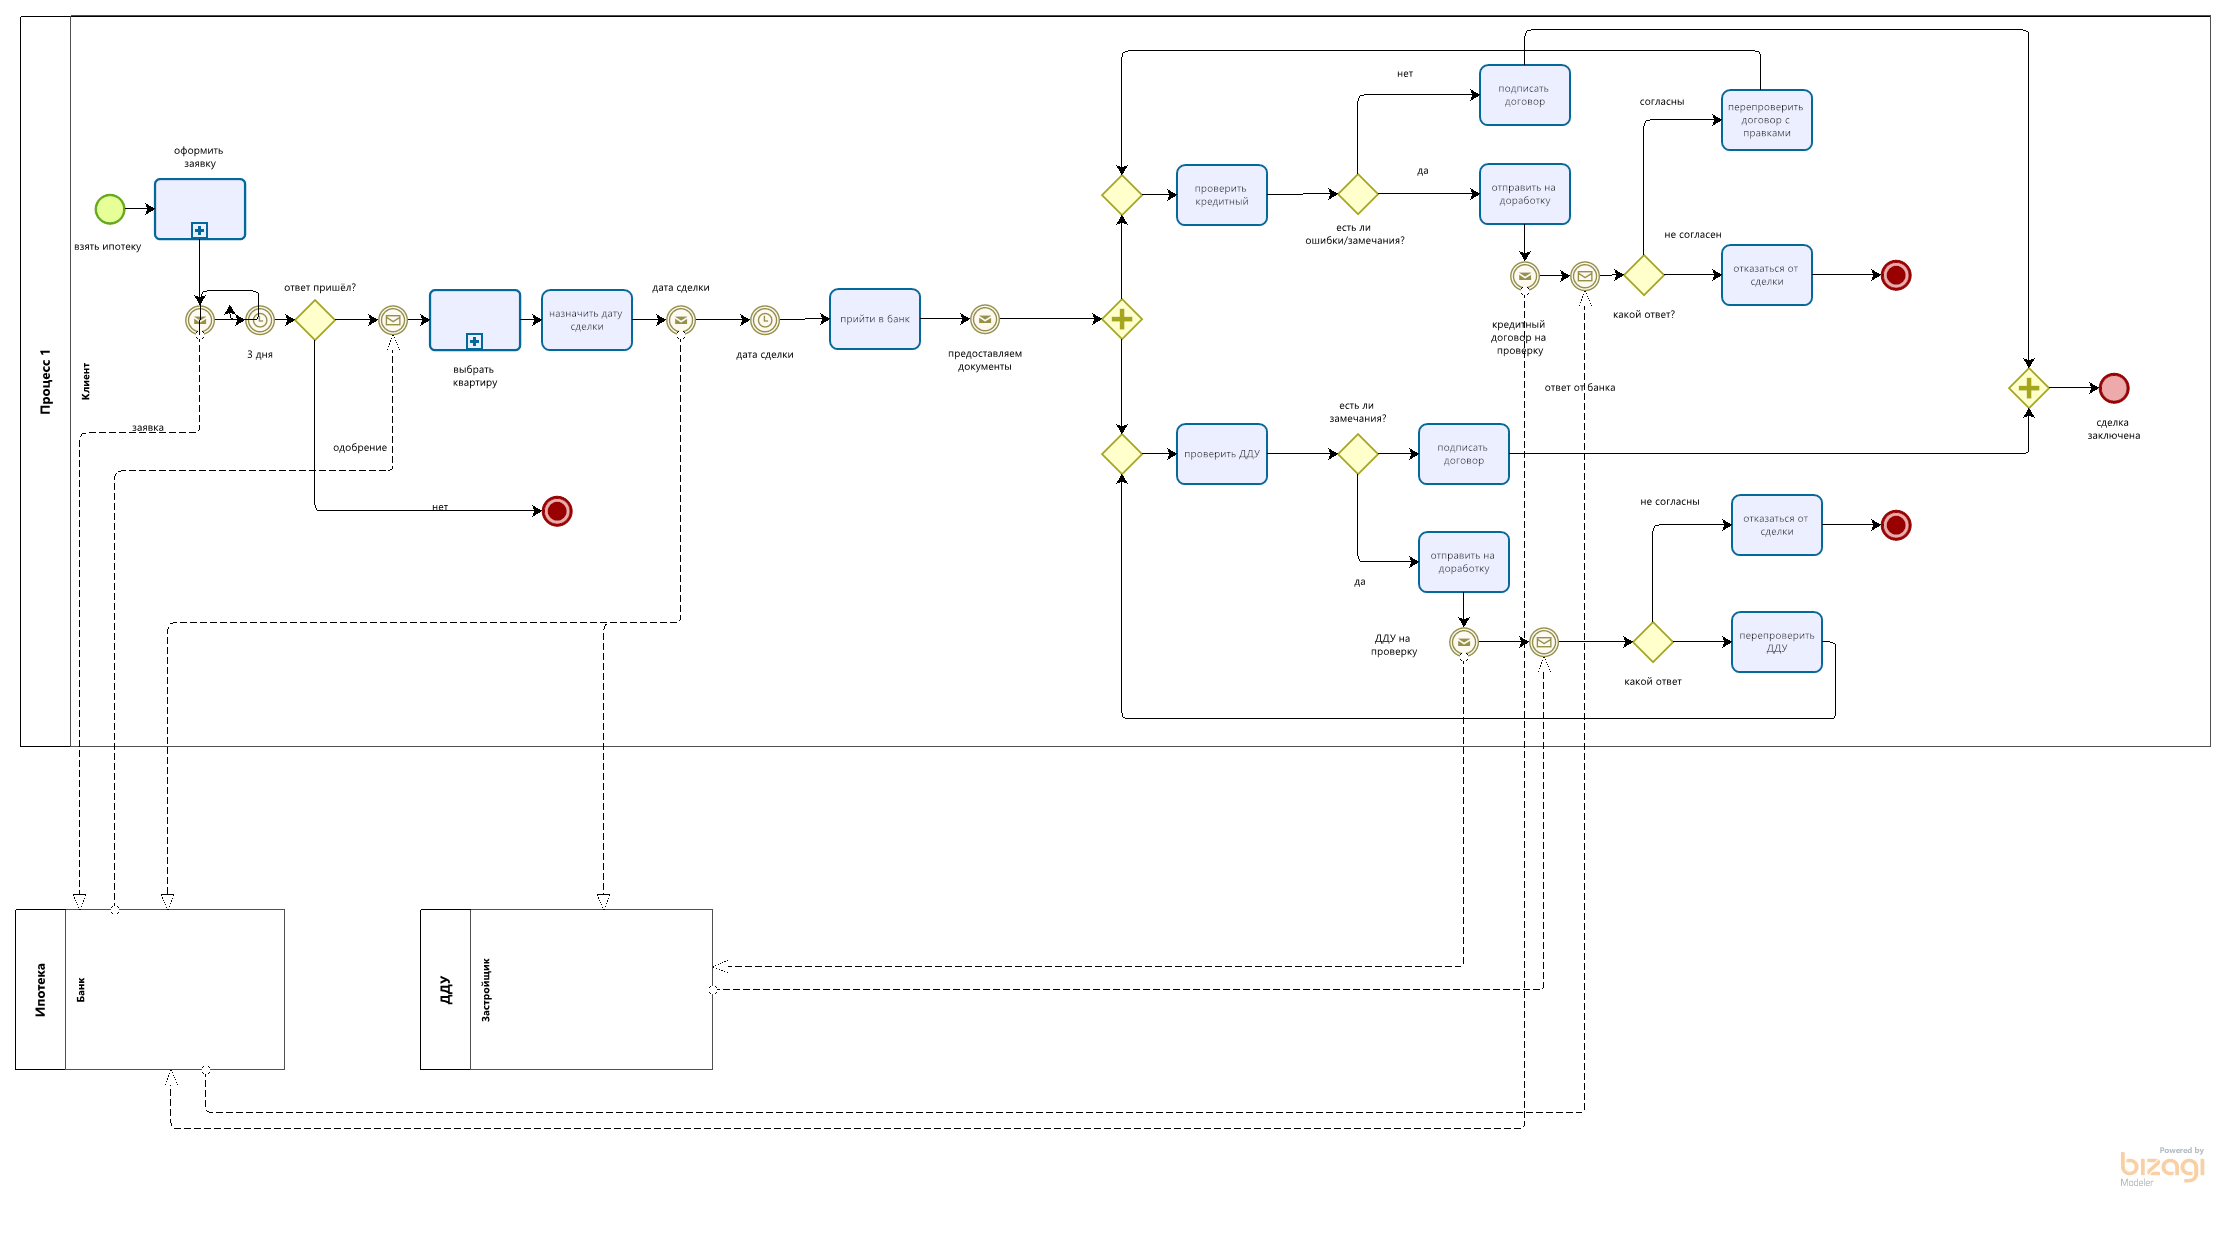 Процесс 1
Клиент
взять ипотеку
оформить
заявку
3 дня
заявка
ответ пришёл?
одобрение
нет
выбрать
квартиру
назначить дату
сделки
дата сделки
дата сделки
прийти в банк
предоставляем
документы
проверить
кредитный
есть ли
ошибки/замечания?
нет
подписать
договор
да
отправить на
доработку
кредитный
договор на
проверку
ответ от банка
какой ответ?
согласны
перепроверить
договор с
правками
не согласен
отказаться от
сделки
проверить ДДУ
есть ли
замечания?
подписать
договор
да
отправить на
доработку
ДДУ на
проверку
какой ответ
не согласны
отказаться от
сделки
перепроверить
ДДУ
сделка
заключена
Ипотека
Банк
ДДУ
Застройщик
Powered by
bizagi
Modeler